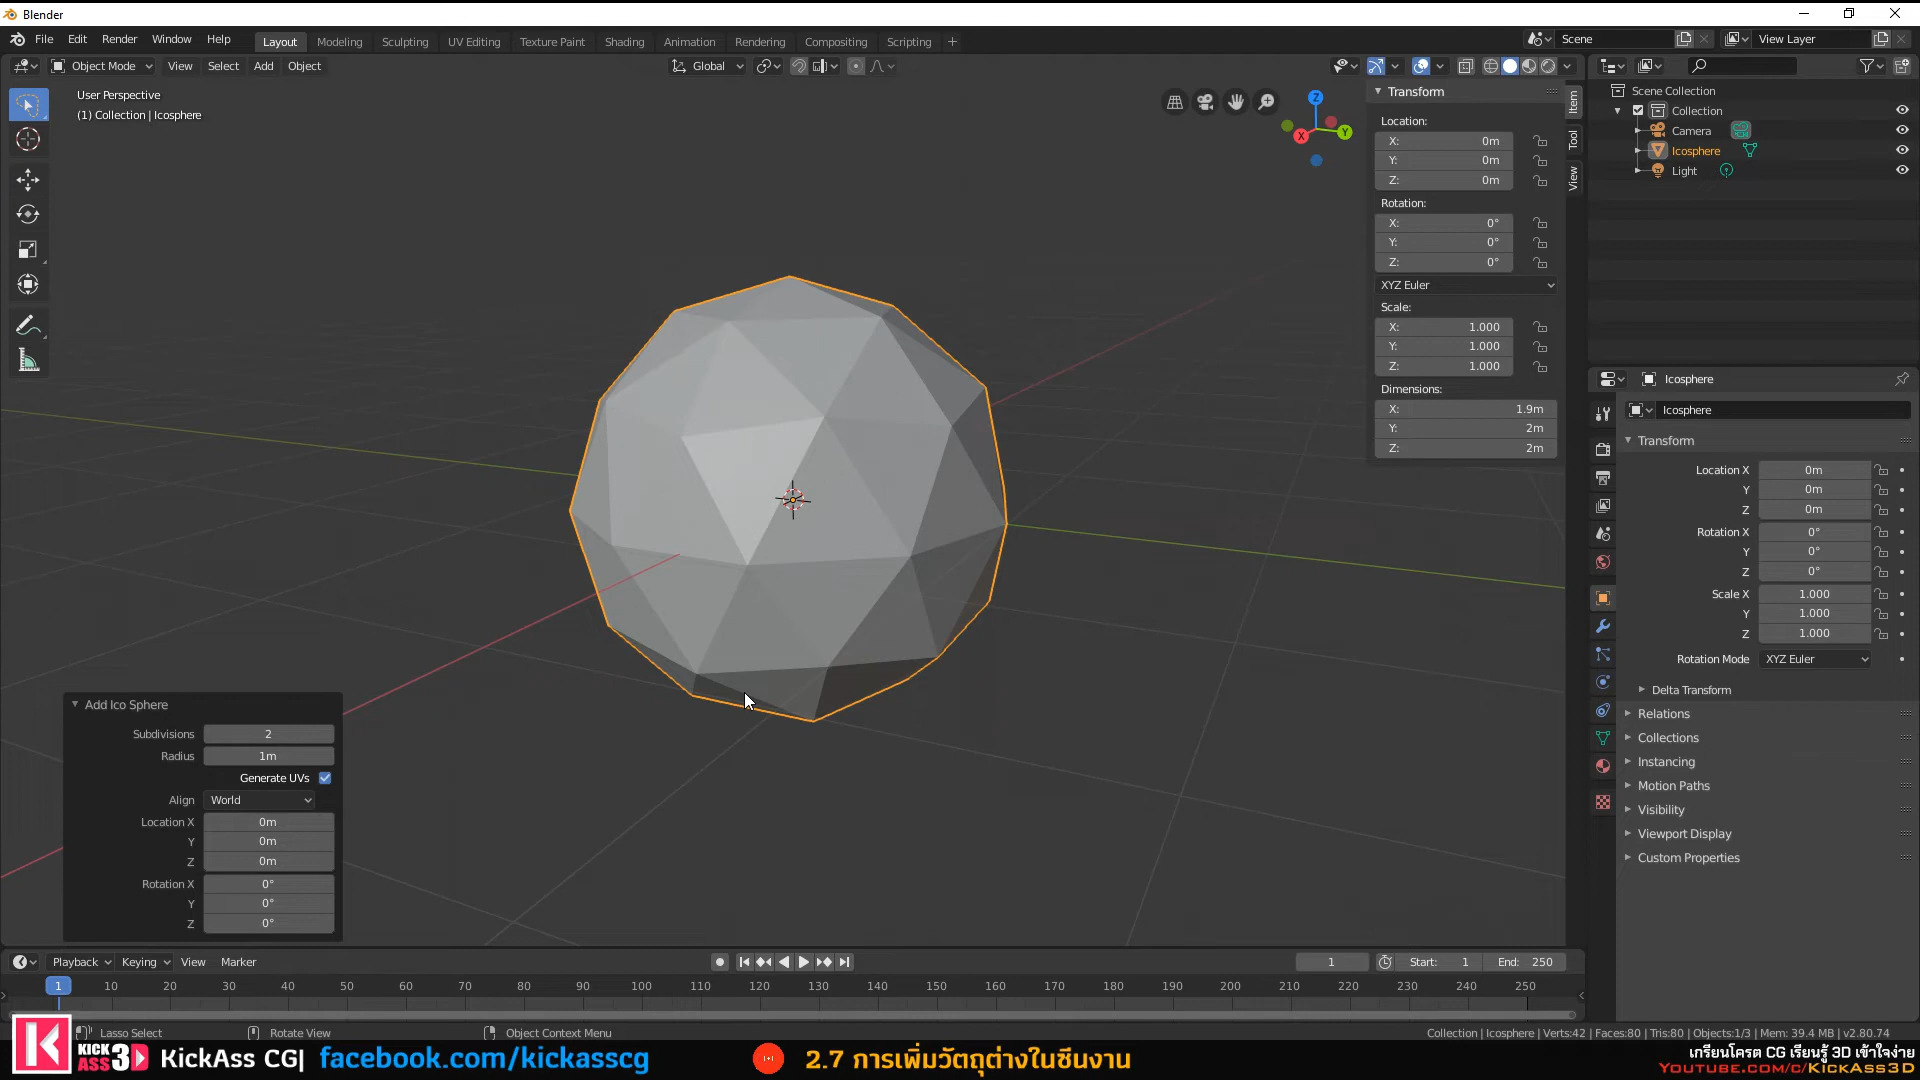 Blender
File Edit Render Window Help Layout Modeling Sculpting UV Editing Texture Paint Shading Animation Rendering Compositing Scripting + Scene View Layer
Object Mode View Select Add Object Global
User Perspective
(1) Collection | Icosphere
Z
Y
X
Transform
Location:
X: 0m
Y: 0m
Z: 0m
Rotation:
X: 0°
Y: 0°
Z: 0°
XYZ Euler
Scale:
X: 1.000
Y: 1.000
Z: 1.000
Dimensions:
X: 1.9m
Y: 2m
Z: 2m
Item
Tool
View
Scene Collection
Collection
Camera
Icosphere
Light
Icosphere
Icosphere
Transform
Location X 0m
Y 0m
Z 0m
Rotation X 0°
Y 0°
Z 0°
Scale X 1.000
Y 1.000
Z 1.000
Rotation Mode XYZ Euler
Delta Transform
Relations
Collections
Instancing
Motion Paths
Visibility
Viewport Display
Custom Properties
Add Ico Sphere
Subdivisions 2
Radius 1m
Generate UVs
Align World
Location X 0m
Y 0m
Z 0m
Rotation X 0°
Y 0°
Z 0°
Playback Keying View Marker 1 Start: 1 End: 250
1 10 20 30 40 50 60 70 80 90 100 110 120 130 140 150 160 170 180 190 200 210 220 230 240 250
Lasso Select Rotate View Object Context Menu Collection | Icosphere | Verts:42 | Faces:80 | Tris:80 | Objects:1/3 | Mem: 39.4 MB | v2.80.74
K KICK ASS 3D KickAss CG| facebook.com/kickasscg 2.7 การเพิ่มวัตถุต่างในซีนงาน
เกรียนโครต CG เรียนรู้ 3D เข้าใจง่าย
YOUTUBE.COM/C/KICKASS3D